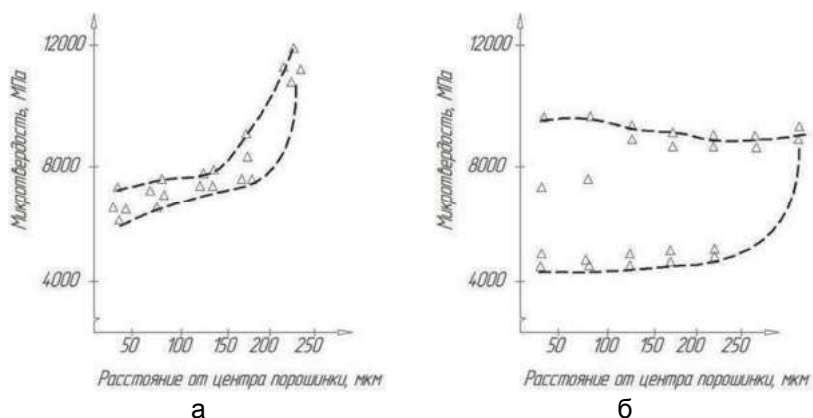 12000
8000
4000
Микротвердость, МПа
50 100 150 200 250
Расстояние от центра порошинки, мкм
а
12000
8000
4000
Микротвердость, МПа
50 100 150 200 250
Расстояние от центра порошинки, мкм
б